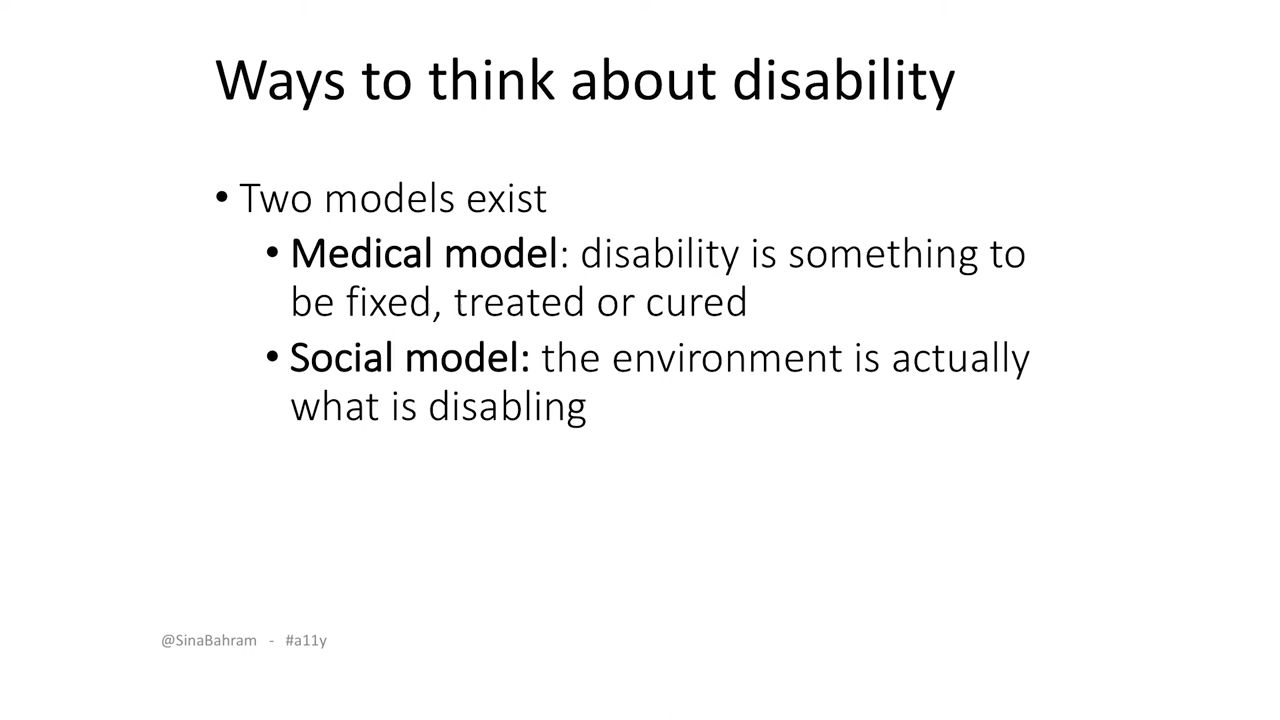 Ways to think about disability
• Two models exist
• Medical model: disability is something to
be fixed, treated or cured
• Social model: the environment is actually
what is disabling
@SinaBahram - #a11y